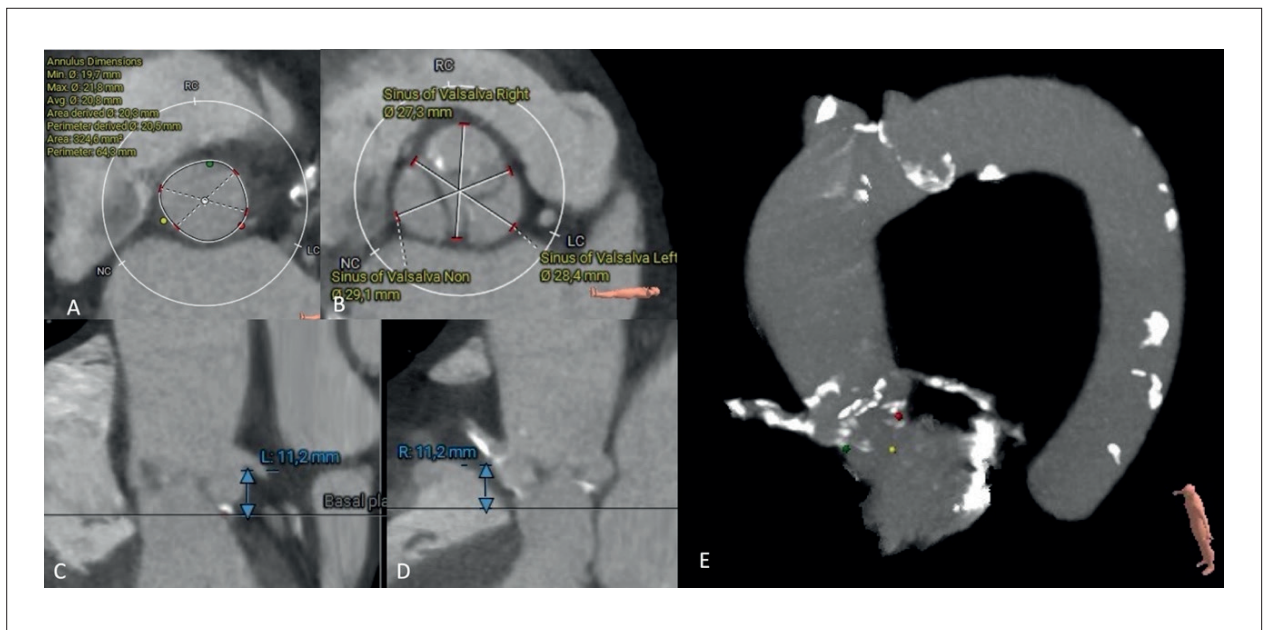 Annulus Dimensions
Min. Ø: 19,7 mm
Max. Ø: 21,8 mm
Avg. Ø: 20,8 mm
Area derived Ø: 20,3 mm
Perimeter derived Ø: 20,5 mm
Area: 324,6 mm²
Perimeter: 64,3 mm
RC
LC
NC
A
RC
Sinus of Valsalva Right
Ø 27,3 mm
LC
Sinus of Valsalva Left
Ø 28,4 mm
NC
Sinus of Valsalva Non
Ø 29,1 mm
B
L: 11,2 mm
Basal pla
C
R: 11,2 mm
D
E